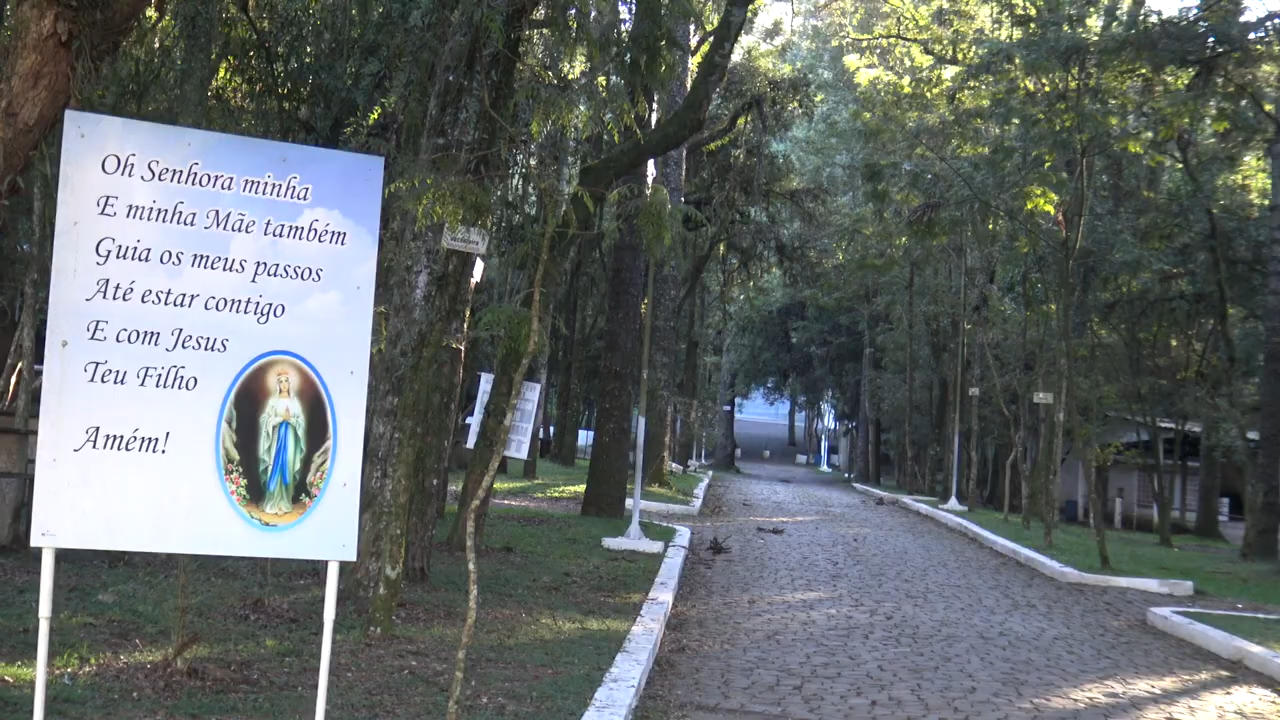 Oh Senhora minha
E minha Mãe também
Guia os meus passos
Até estar contigo
E com Jesus
Teu Filho
Amém!